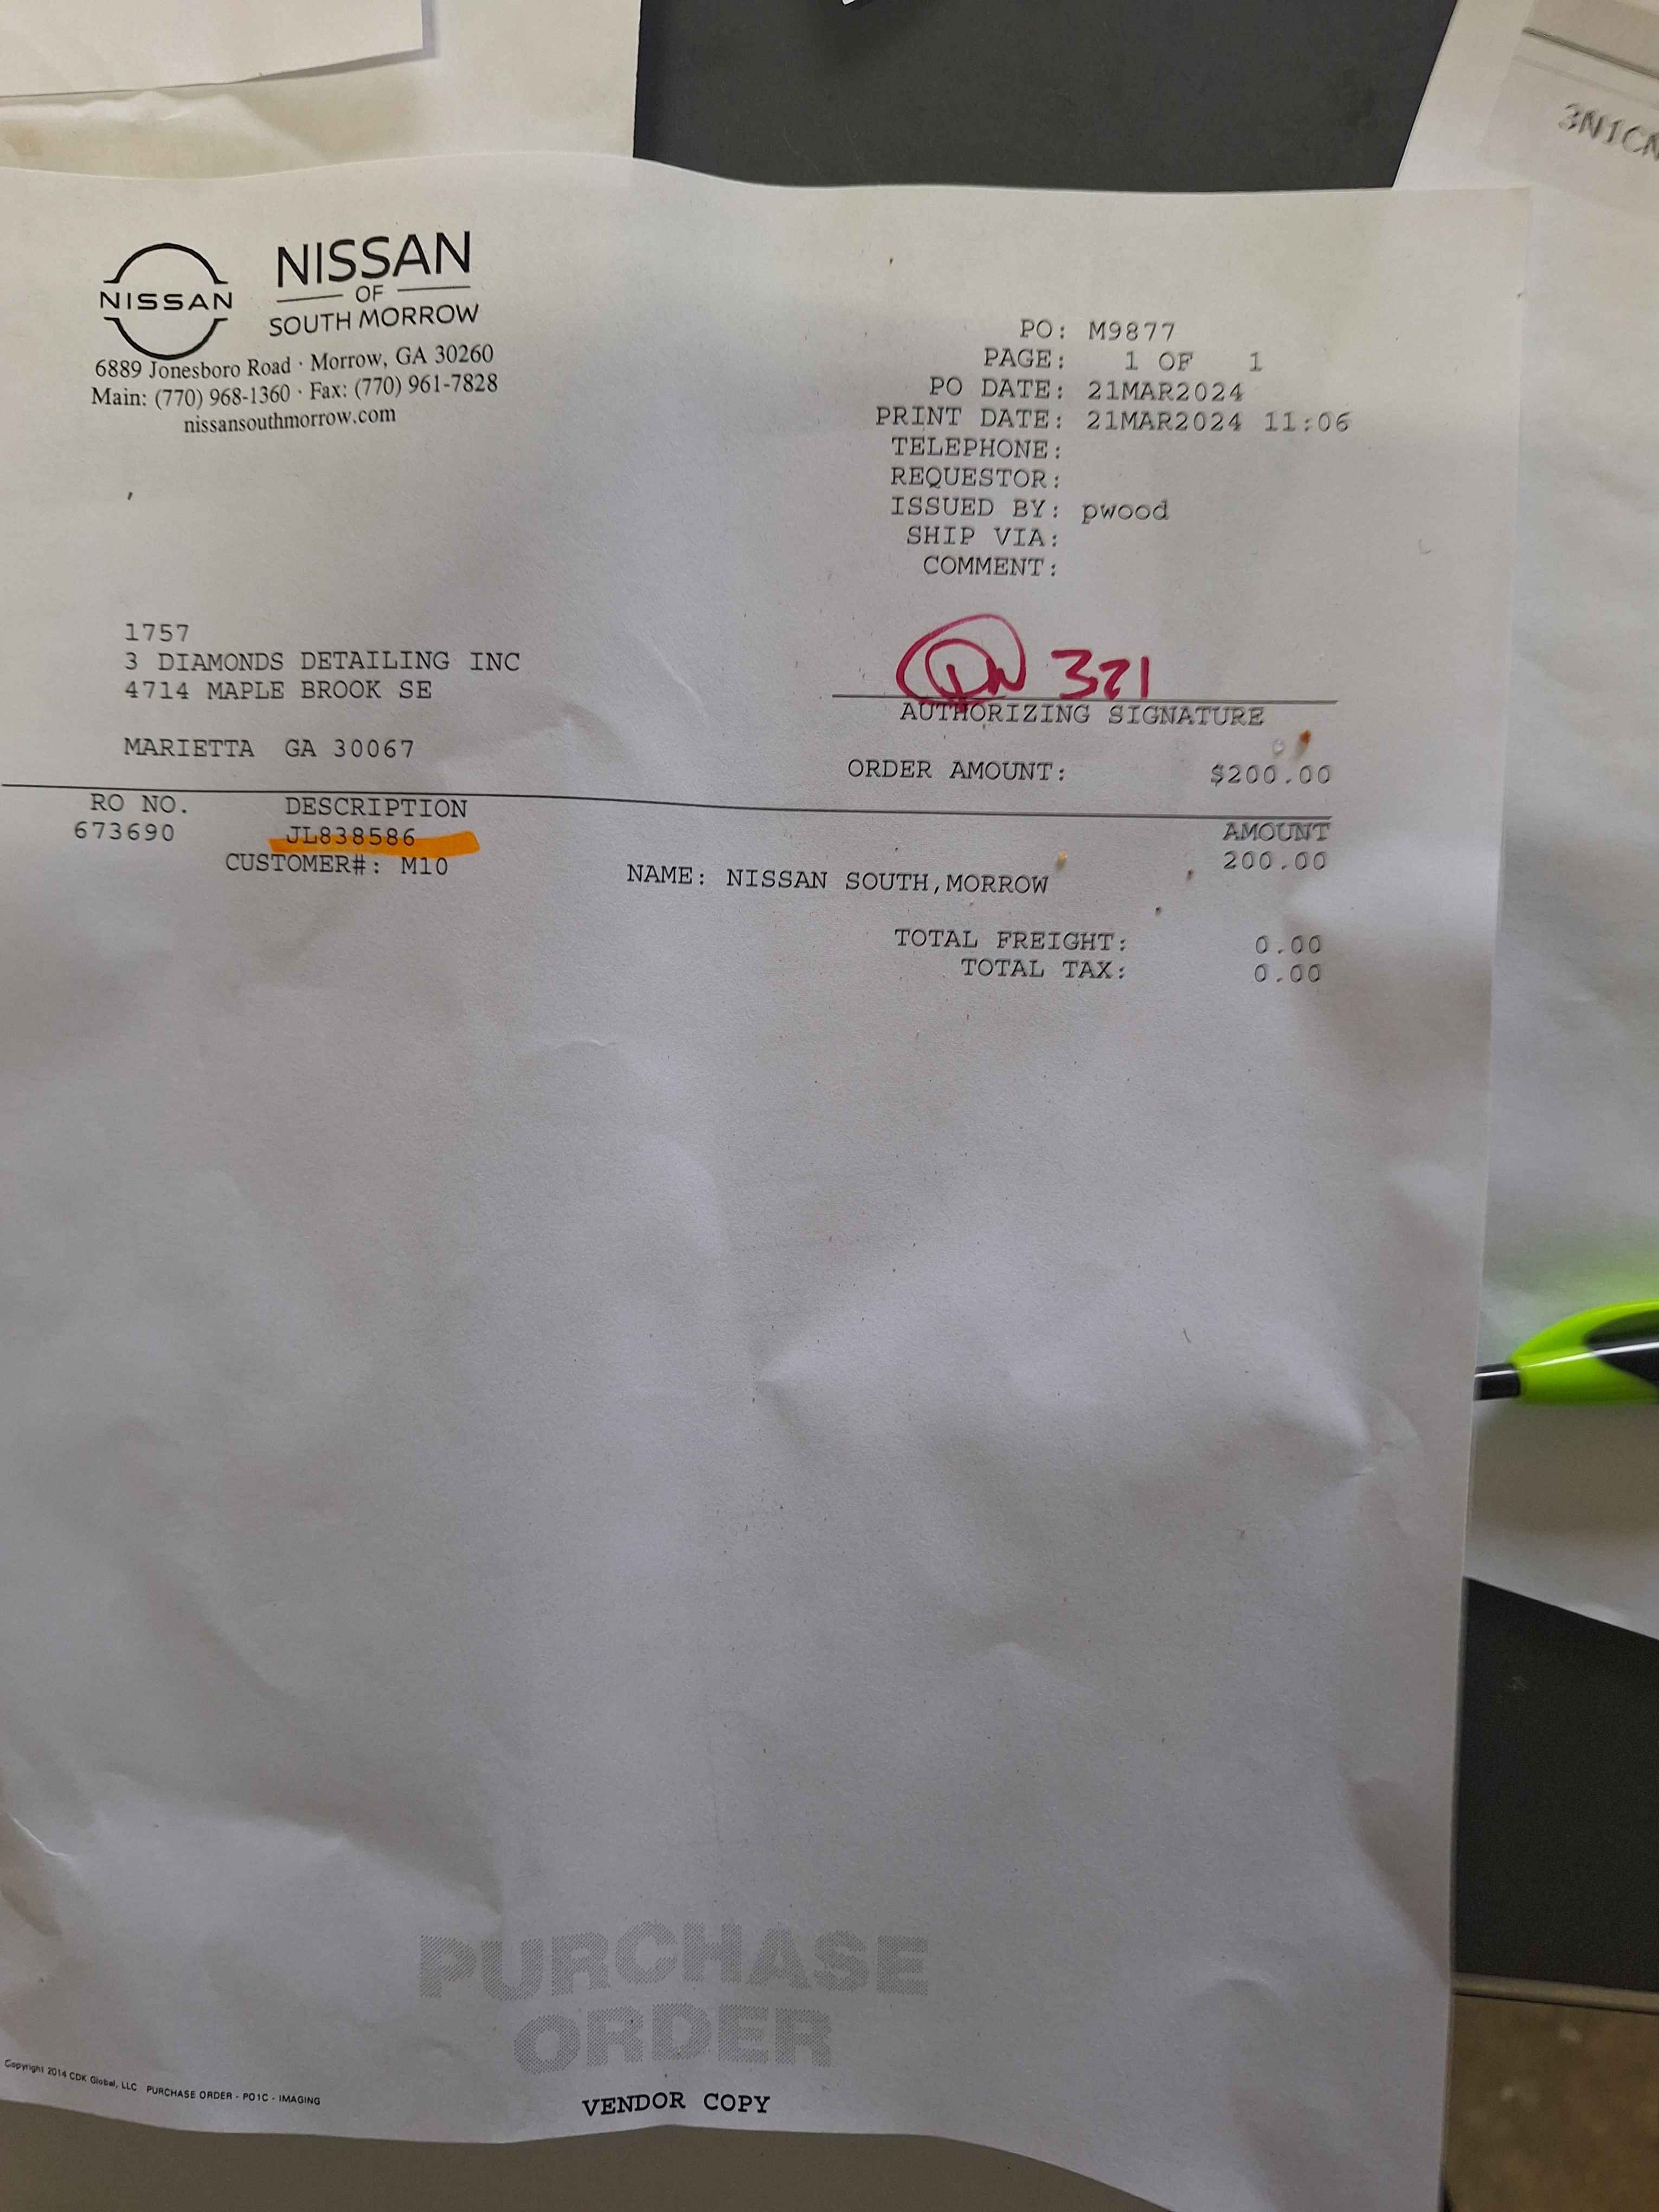 3N1CN
NISSAN
NISSAN
OF
SOUTH MORROW
6889 Jonesboro Road · Morrow, GA 30260
Main: (770) 968-1360 · Fax: (770) 961-7828
nissansouthmorrow.com
PO: M9877
PAGE: 1 OF 1
PO DATE: 21MAR2024
PRINT DATE: 21MAR2024 11:06
TELEPHONE:
REQUESTOR:
ISSUED BY: pwood
SHIP VIA:
COMMENT:
1757
3 DIAMONDS DETAILING INC
4714 MAPLE BROOK SE
MARIETTA GA 30067
321
AUTHORIZING SIGNATURE
ORDER AMOUNT: $200.00
RO NO. DESCRIPTION AMOUNT
673690 JL838586 200.00
CUSTOMER#: M10 NAME: NISSAN SOUTH,MORROW
TOTAL FREIGHT: 0.00
TOTAL TAX: 0.00
PURCHASE
ORDER
Copyright 2014 CDK Global, LLC PURCHASE ORDER - PO1C - IMAGING
VENDOR COPY